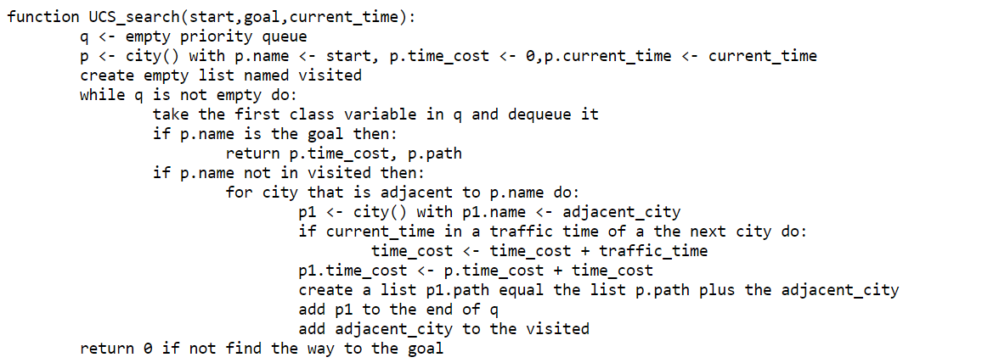 function UCS_search(start,goal,current_time):
q <- empty priority queue
p <- city() with p.name <- start, p.time_cost <- 0,p.current_time <- current_time
create empty list named visited
while q is not empty do:
take the first class variable in q and dequeue it
if p.name is the goal then:
return p.time_cost, p.path
if p.name not in visited then:
for city that is adjacent to p.name do:
p1 <- city() with p1.name <- adjacent_city
if current_time in a traffic time of a the next city do:
time_cost <- time_cost + traffic_time
p1.time_cost <- p.time_cost + time_cost
create a list p1.path equal the list p.path plus the adjacent_city
add p1 to the end of q
add adjacent_city to the visited
return 0 if not find the way to the goal